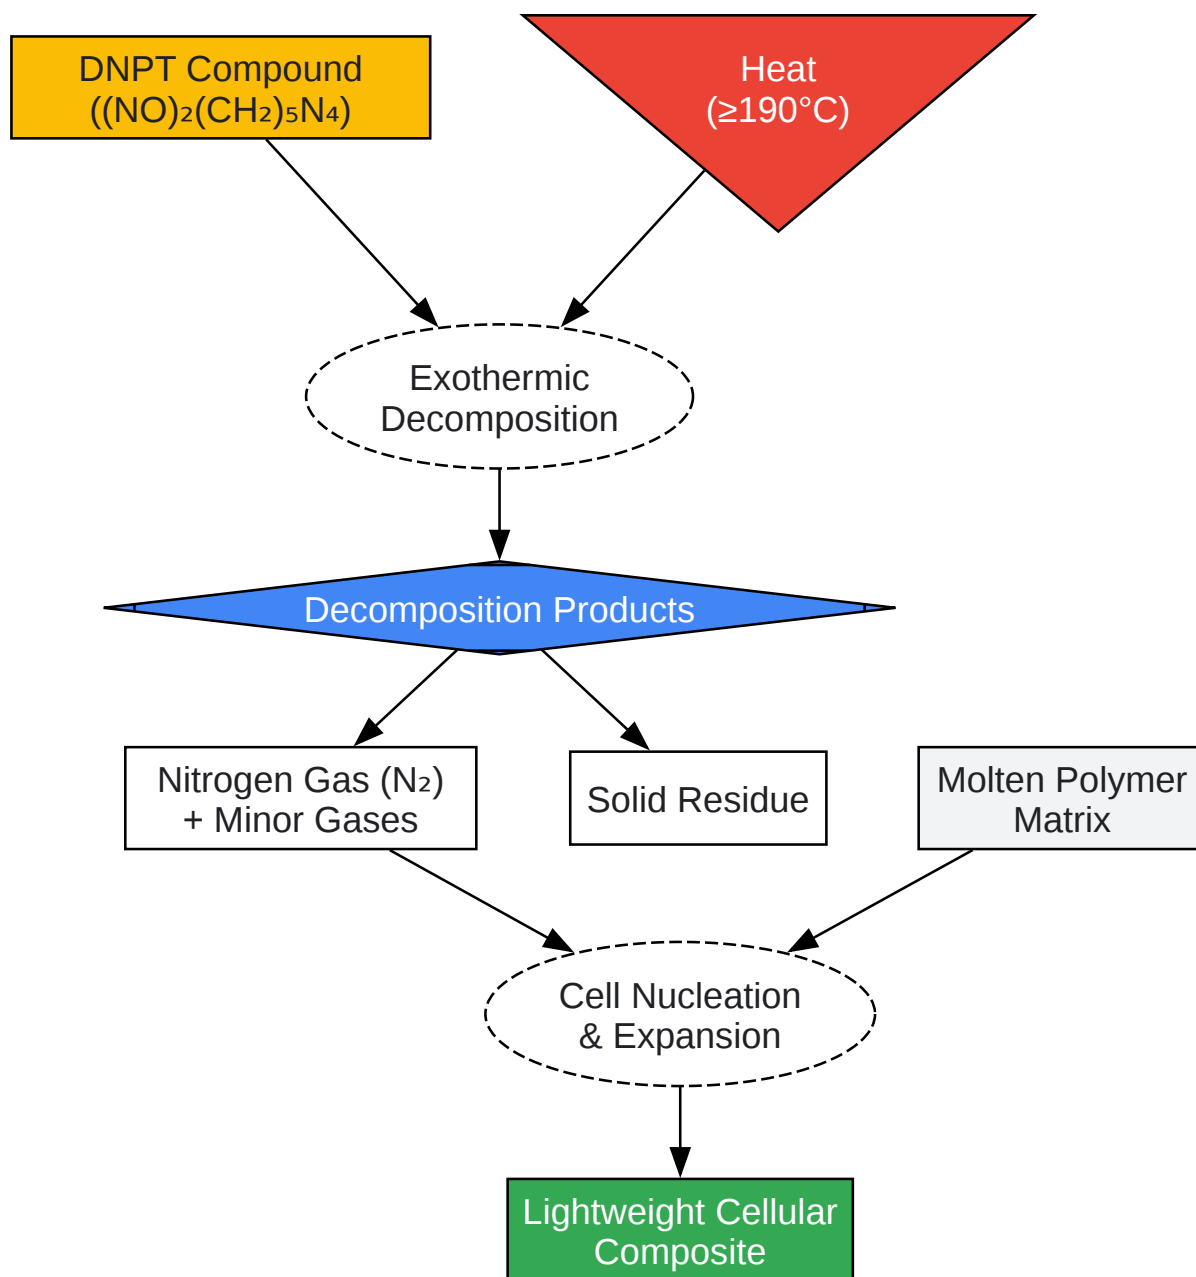 DNPT Compound
((NO)₂(CH₂)₅N₄)
Heat
(≥190°C)
Exothermic
Decomposition
Decomposition Products
Nitrogen Gas (N₂)
+ Minor Gases
Solid Residue
Molten Polymer
Matrix
Cell Nucleation
& Expansion
Lightweight Cellular
Composite